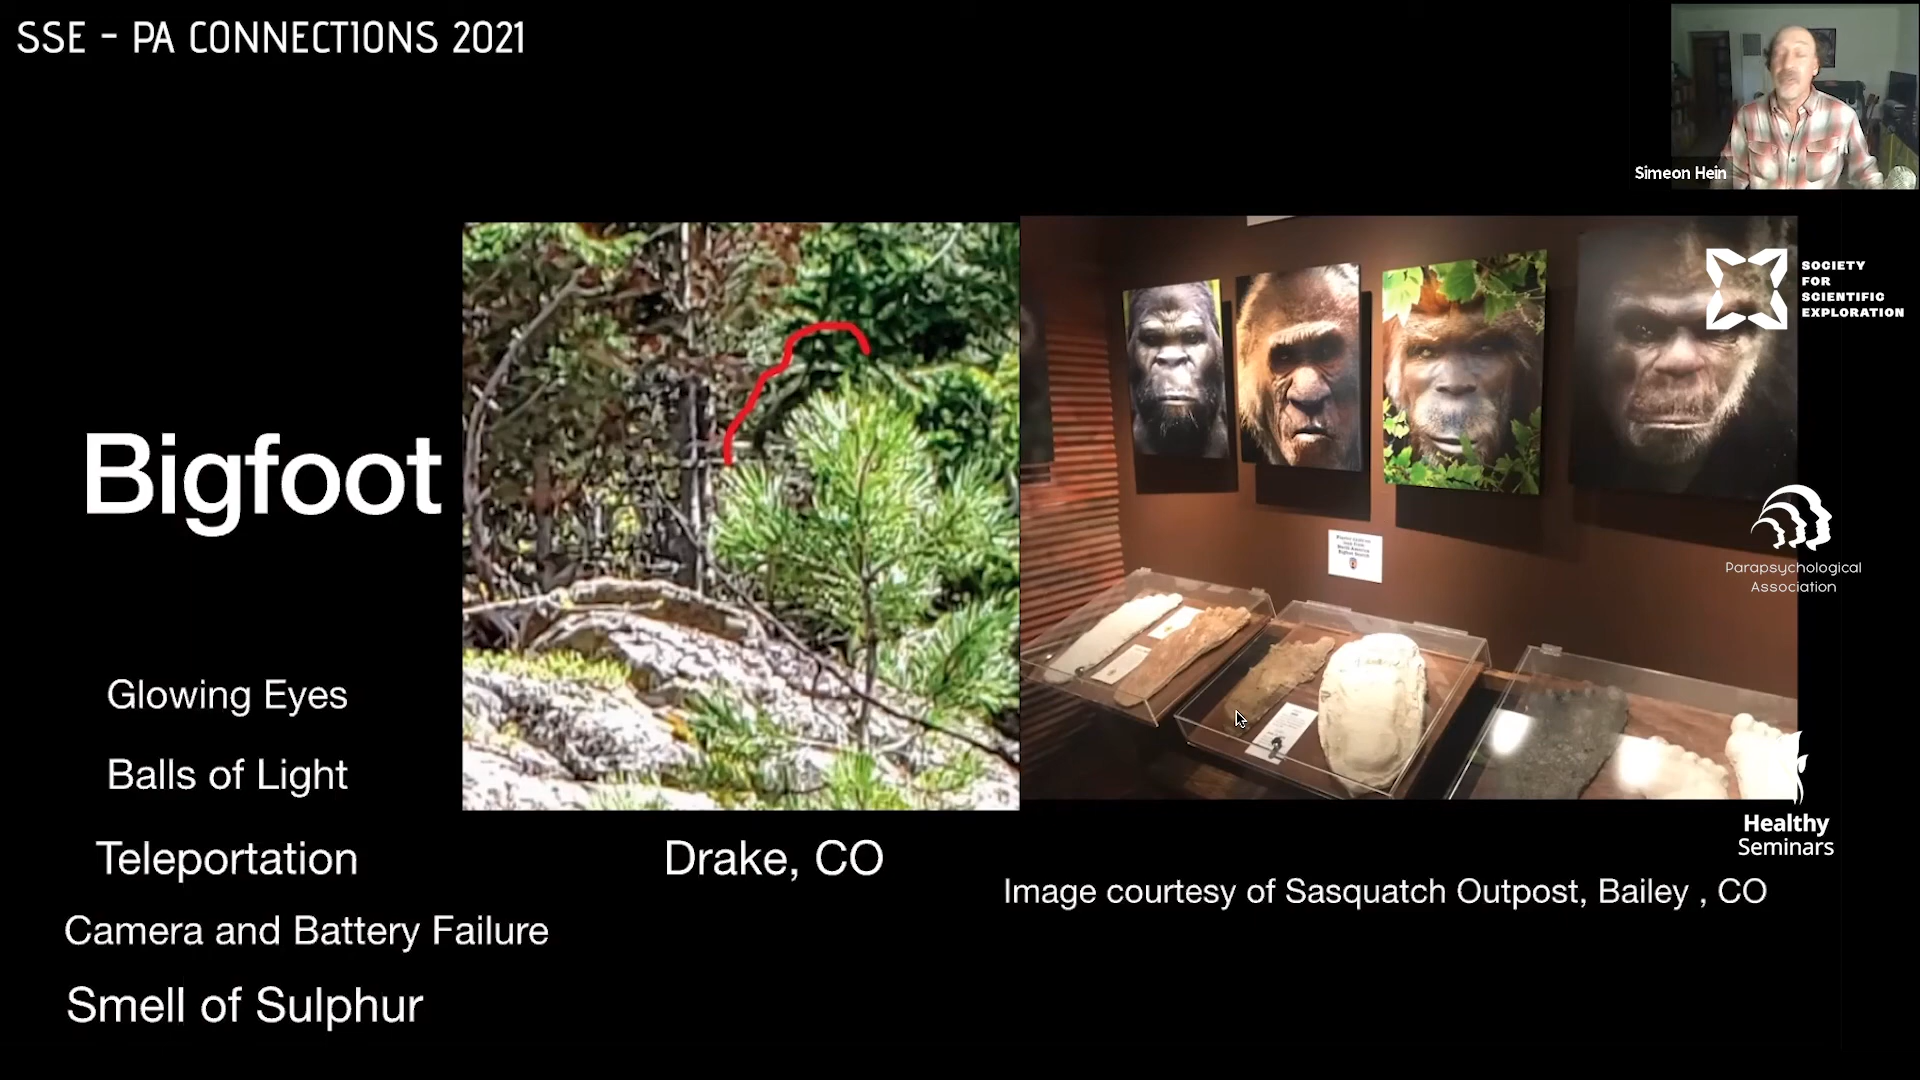 SSE - PA CONNECTIONS 2021
Simeon Hein
SOCIETY
FOR
SCIENTIFIC
EXPLORATION
Bigfoot
Parapsychological
Association
Glowing Eyes
Balls of Light
Teleportation
Camera and Battery Failure
Smell of Sulphur
Drake, CO
Healthy
Seminars
Image courtesy of Sasquatch Outpost, Bailey , CO